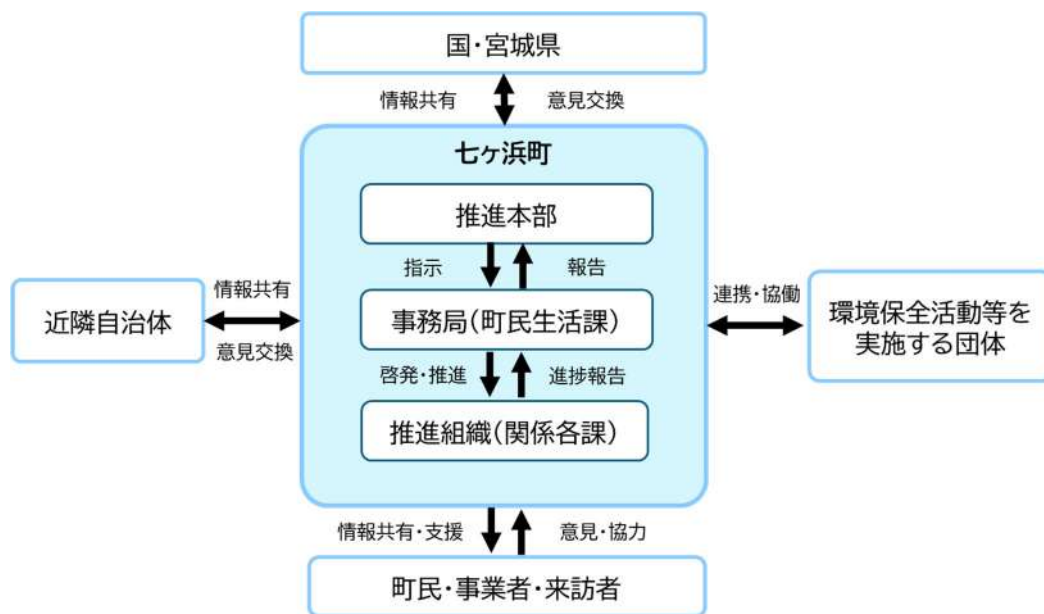 国・宮城県
情報共有 意見交換
七ヶ浜町
推進本部
指示 報告
近隣自治体
情報共有
意見交換
事務局(町民生活課)
連携・協働
環境保全活動等を
実施する団体
啓発・推進 進捗報告
推進組織(関係各課)
情報共有・支援 意見・協力
町民・事業者・来訪者